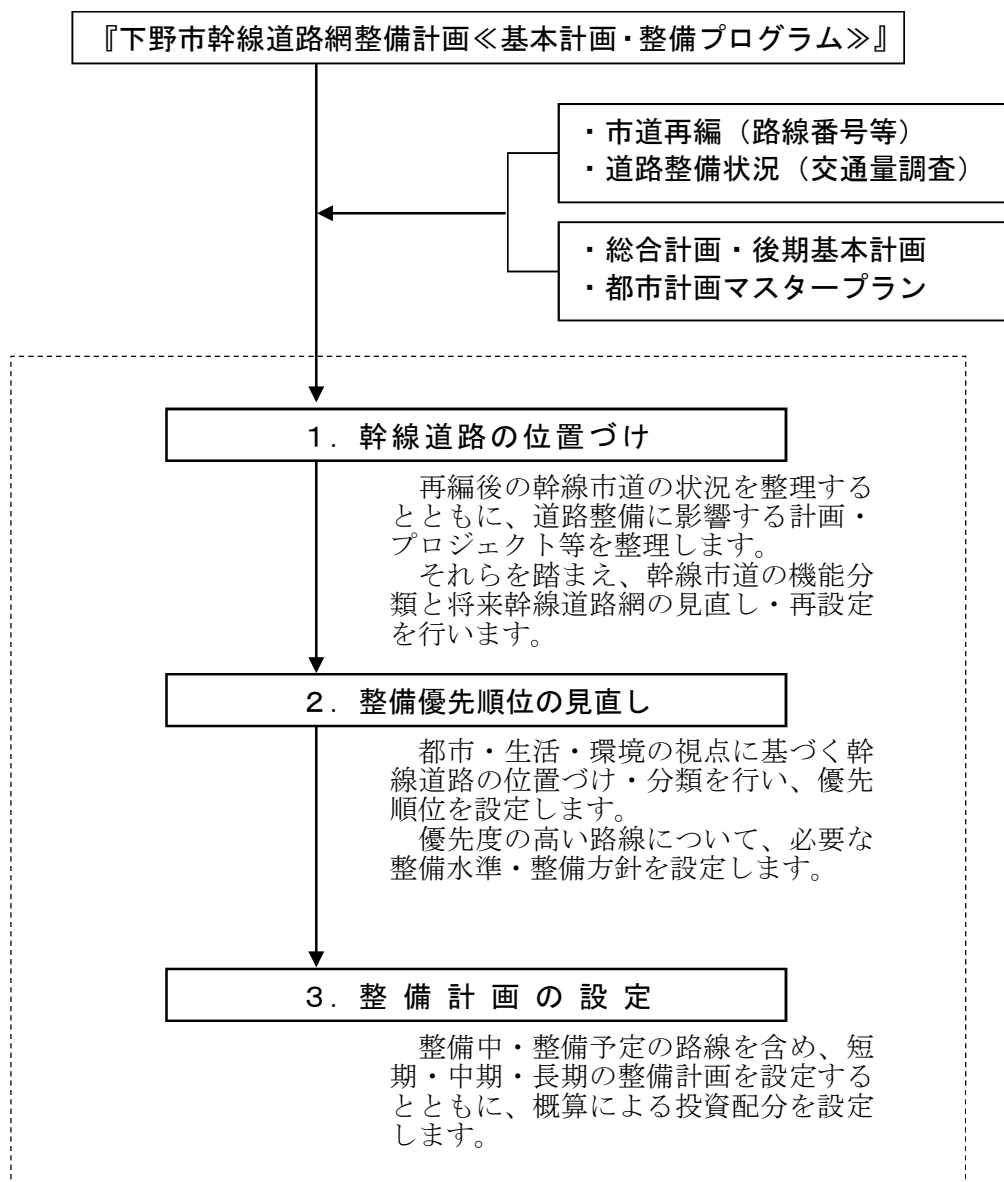 『下野市幹線道路網整備計画≪基本計画・整備プログラム≫』
・市道再編（路線番号等）
・道路整備状況（交通量調査）
・総合計画・後期基本計画
・都市計画マスタープラン
１．幹線道路の位置づけ
再編後の幹線市道の状況を整理する
とともに、道路整備に影響する計画・
プロジェクト等を整理します。
それらを踏まえ、幹線市道の機能分
類と将来幹線道路網の見直し・再設定
を行います。
２．整備優先順位の見直し
都市・生活・環境の視点に基づく幹
線道路の位置づけ・分類を行い、優先
順位を設定します。
優先度の高い路線について、必要な
整備水準・整備方針を設定します。
３．整備計画の設定
整備中・整備予定の路線を含め、短
期・中期・長期の整備計画を設定する
とともに、概算による投資配分を設定
します。